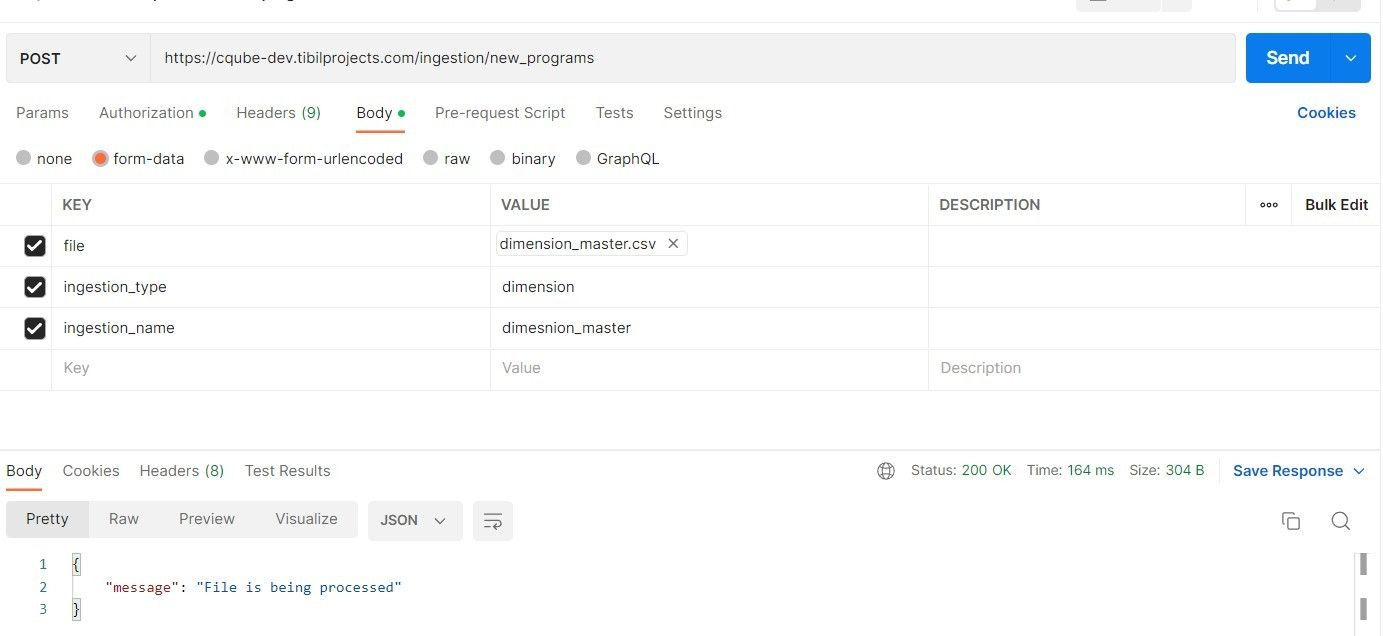 POST https://cqube-dev.tibilprojects.com/ingestion/new_programs Send
Params Authorization Headers (9) Body Pre-request Script Tests Settings Cookies
none form-data x-www-form-urlencoded raw binary GraphQL
KEY VALUE DESCRIPTION Bulk Edit
file dimension_master.csv
ingestion_type dimension
ingestion_name dimesnion_master
Key Value Description
Body Cookies Headers (8) Test Results Status: 200 OK Time: 164 ms Size: 304 B Save Response
Pretty Raw Preview Visualize JSON
1 {
2 "message": "File is being processed"
3 }